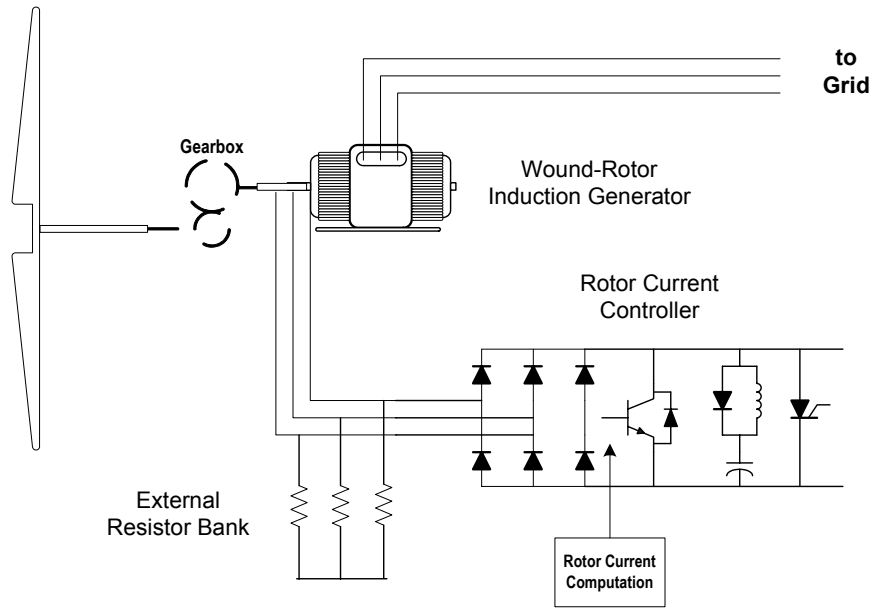 to
Grid
Gearbox
Wound-Rotor
Induction Generator
Rotor Current
Controller
External
Resistor Bank
Rotor Current
Computation